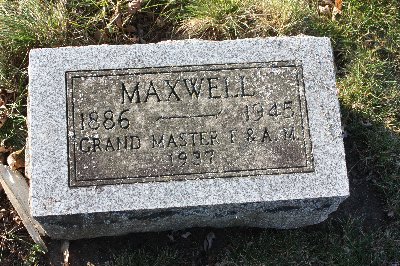 MAXWELL
1886 — 1945
GRAND MASTER F. & A. M.
1937